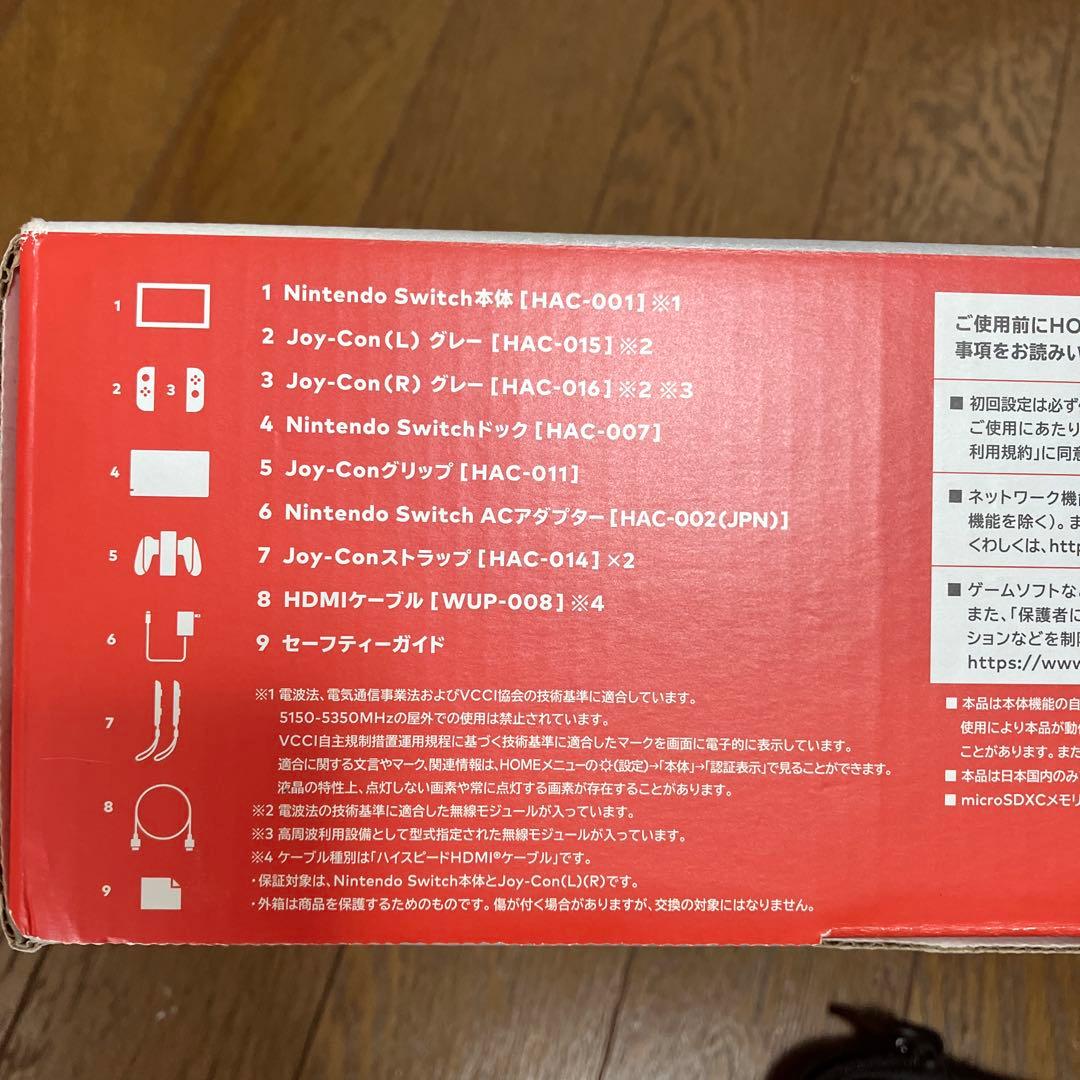 1
1 Nintendo Switch本体 [HAC-001] ※1
2 Joy-Con(L) グレー [HAC-015] ※2
2 3
3 Joy-Con(R) グレー [HAC-016] ※2 ※3
4 Nintendo Switchドック [HAC-007]
4
5 Joy-Conグリップ [HAC-011]
6 Nintendo Switch ACアダプター [HAC-002(JPN)]
5
7 Joy-Conストラップ [HAC-014] ×2
8 HDMIケーブル [WUP-008] ※4
6
9 セーフティーガイド
7
8
9
※1 電波法、電気通信事業法およびVCCI協会の技術基準に適合しています。
5150-5350MHzの屋外での使用は禁止されています。
VCCI自主規制措置運用規程に基づく技術基準に適合したマークを画面に電子的に表示しています。
適合に関する文言やマーク、関連情報は、HOMEメニューの(設定)→「本体」→「認証表示」で見ることができます。
液晶の特性上、点灯しない画素や常に点灯する画素が存在することがあります。
※2 電波法の技術基準に適合した無線モジュールが入っています。
※3 高周波利用設備として型式指定された無線モジュールが入っています。
※4 ケーブル種別は「ハイスピードHDMI®ケーブル」です。
・保証対象は、Nintendo Switch本体とJoy-Con(L)(R)です。
・外箱は商品を保護するためのものです。傷が付く場合がありますが、交換の対象にはなりません。
ご使用前にHO
事項をお読みい
■ 初回設定は必ず
ご使用にあたり
利用規約」に同意
■ ネットワーク機能
機能を除く)。ま
くわしくは、http
■ ゲームソフトな
また、「保護者に
ションなどを制限
https://www
■ 本品は本体機能の自
使用により本品が動
ことがあります。また
■ 本品は日本国内のみ
■ microSDXCメモリ